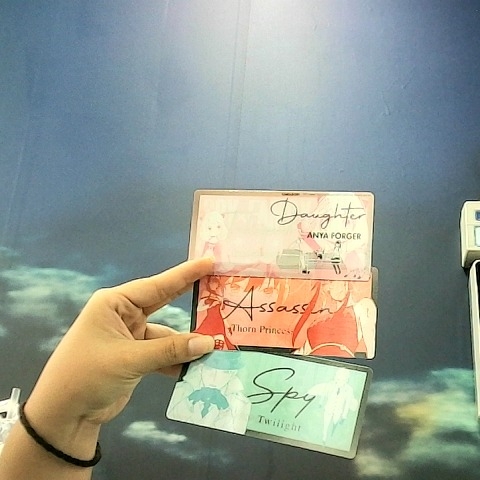 Daughter
ANYA FORGER
Assassin
Thorn Princess
Spy
Twilight